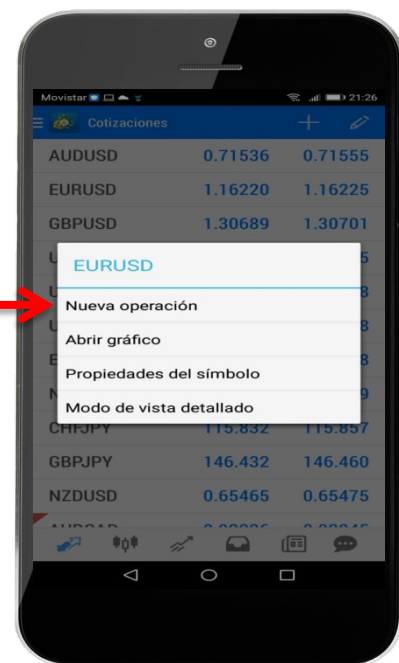 Movistar 21:26
Cotizaciones
AUDUSD 0.71536 0.71555
EURUSD 1.16220 1.16225
GBPUSD 1.30689 1.30701
EURUSD
Nueva operación
Abrir gráfico
Propiedades del símbolo
Modo de vista detallado
CHFJPY 115.832 115.857
GBPJPY 146.432 146.460
NZDUSD 0.65465 0.65475